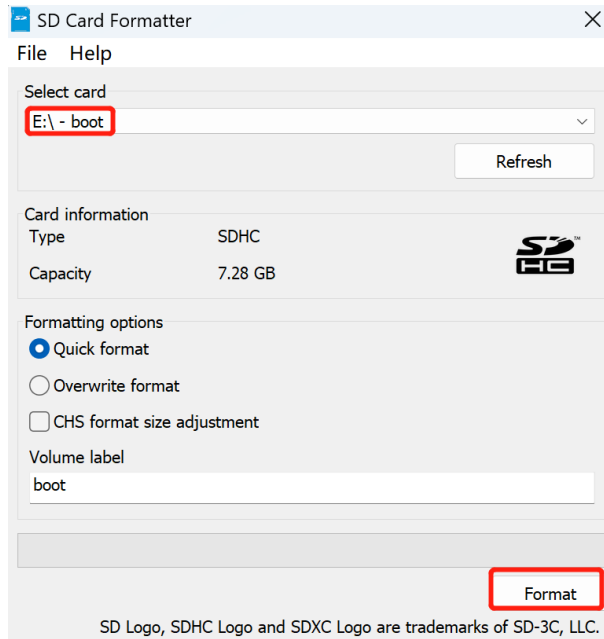 SD Card Formatter
File Help
Select card
E:\ - boot
Refresh
Card information
Type SDHC
Capacity 7.28 GB
SD HC™
Formatting options
Quick format
Overwrite format
CHS format size adjustment
Volume label
boot
Format
SD Logo, SDHC Logo and SDXC Logo are trademarks of SD-3C, LLC.